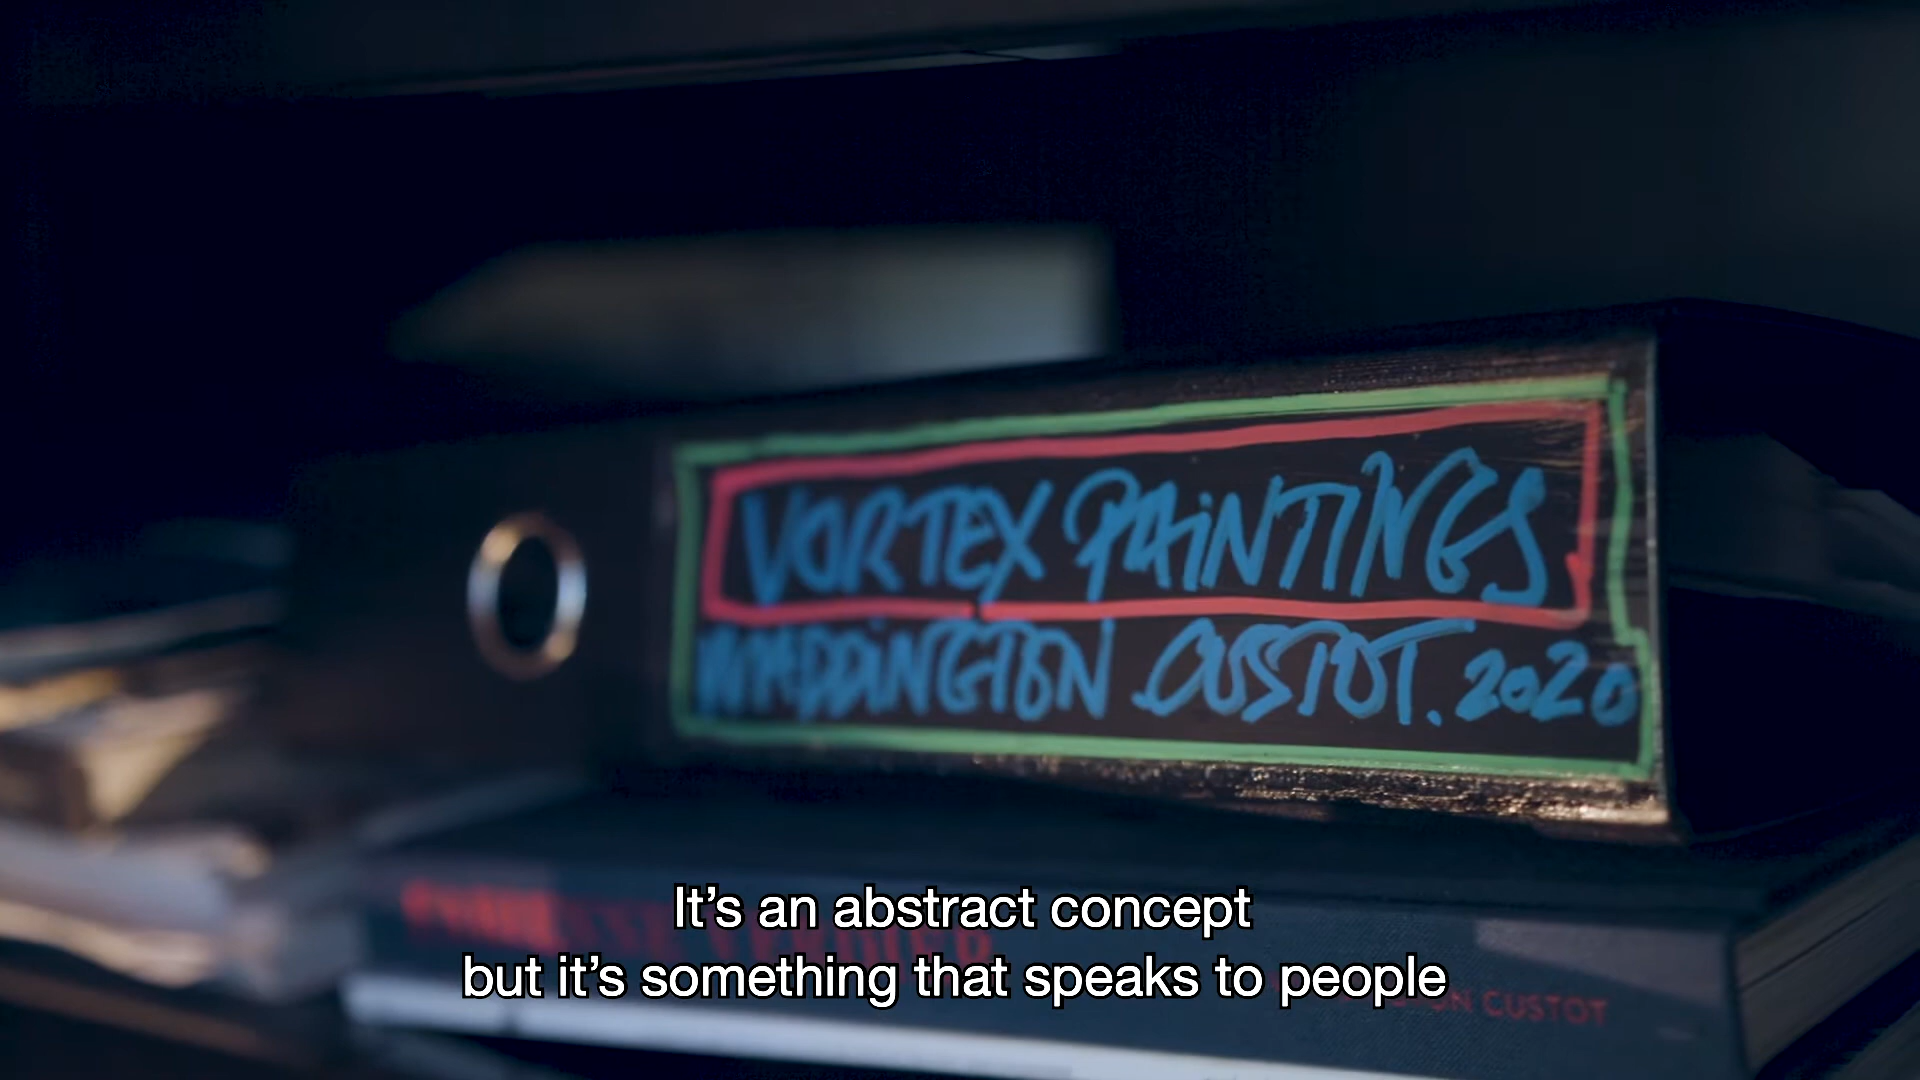 VORTEX PAiNTINGS
WADDiNGTON CUSTOT. 2020
It's an abstract concept
but it's something that speaks to people
CUSTOT